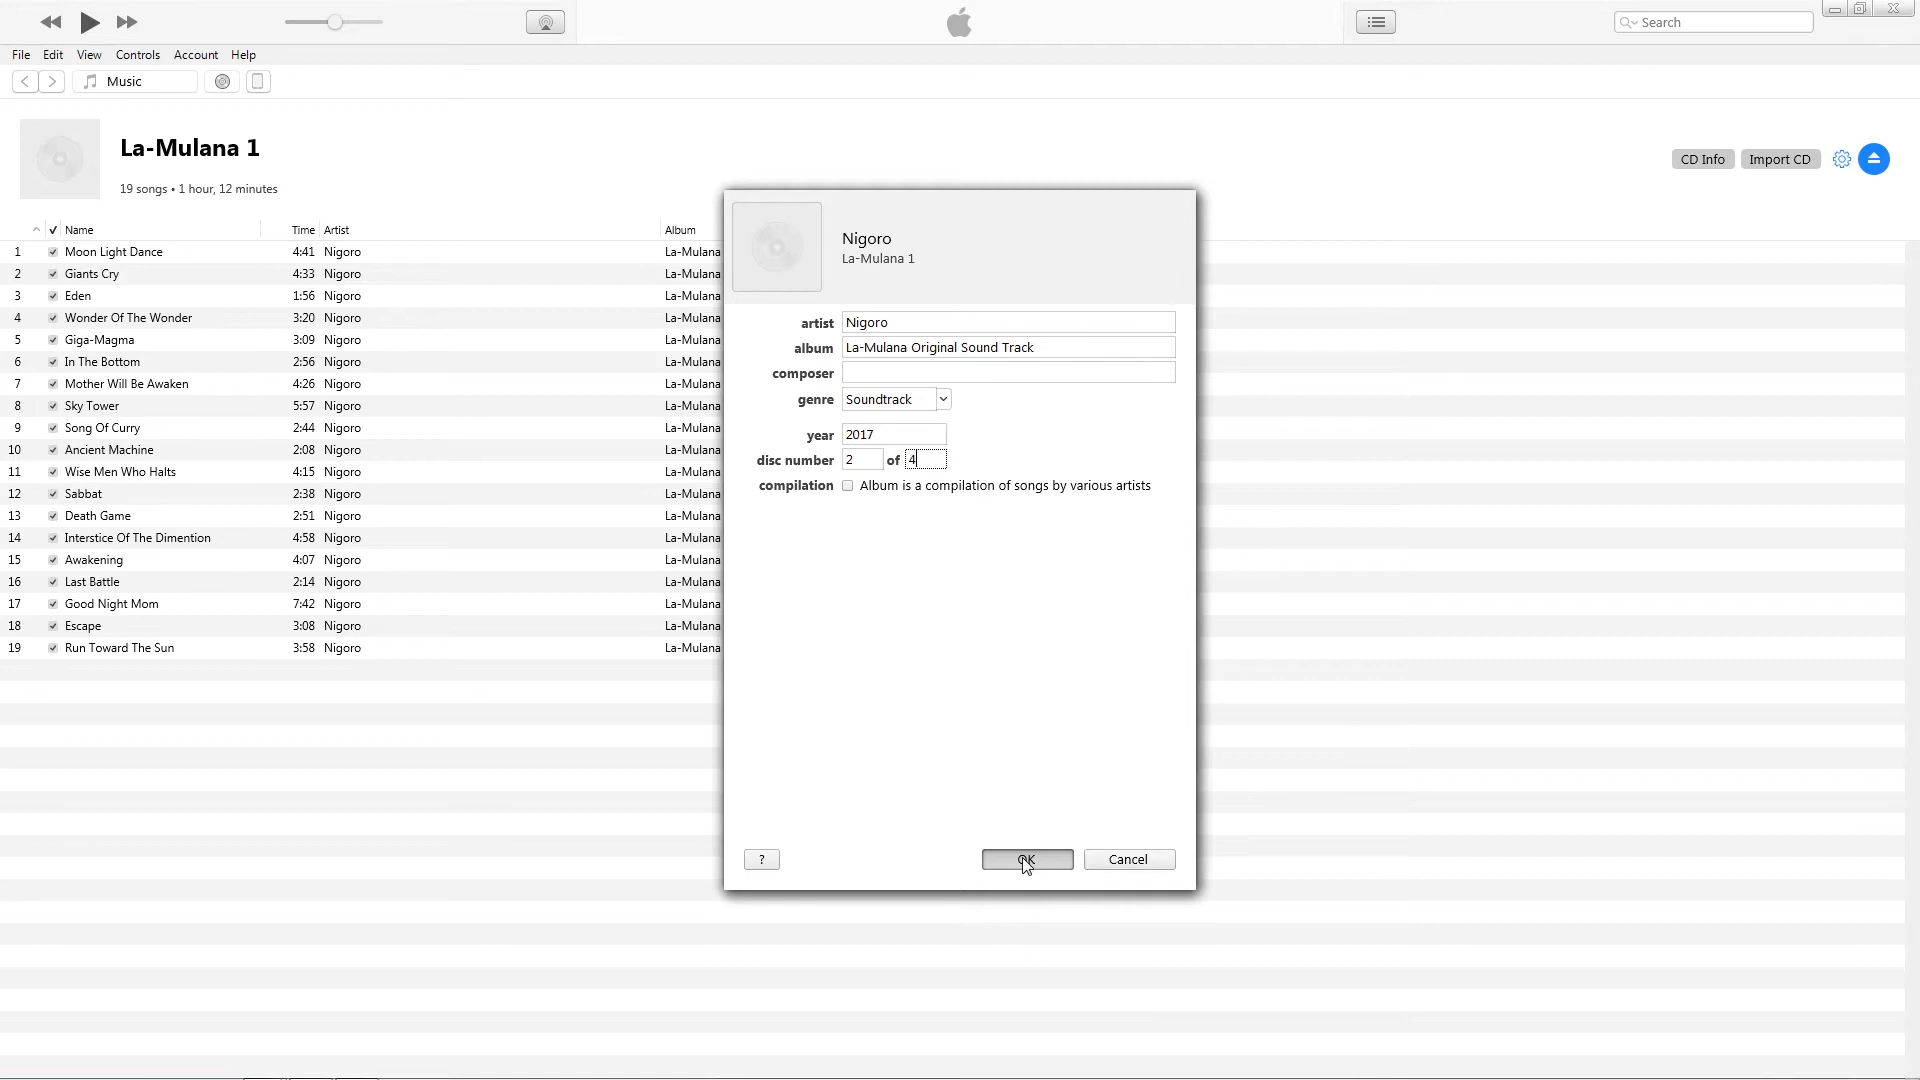 Search
File Edit View Controls Account Help
Music
La-Mulana 1
19 songs • 1 hour, 12 minutes
CD Info Import CD
✓ Name Time Artist Album
1 Moon Light Dance 4:41 Nigoro La-Mulana
2 Giants Cry 4:33 Nigoro La-Mulana
3 Eden 1:56 Nigoro La-Mulana
4 Wonder Of The Wonder 3:20 Nigoro La-Mulana
5 Giga-Magma 3:09 Nigoro La-Mulana
6 In The Bottom 2:56 Nigoro La-Mulana
7 Mother Will Be Awaken 4:26 Nigoro La-Mulana
8 Sky Tower 5:57 Nigoro La-Mulana
9 Song Of Curry 2:44 Nigoro La-Mulana
10 Ancient Machine 2:08 Nigoro La-Mulana
11 Wise Men Who Halts 4:15 Nigoro La-Mulana
12 Sabbat 2:38 Nigoro La-Mulana
13 Death Game 2:51 Nigoro La-Mulana
14 Interstice Of The Dimention 4:58 Nigoro La-Mulana
15 Awakening 4:07 Nigoro La-Mulana
16 Last Battle 2:14 Nigoro La-Mulana
17 Good Night Mom 7:42 Nigoro La-Mulana
18 Escape 3:08 Nigoro La-Mulana
19 Run Toward The Sun 3:58 Nigoro La-Mulana
Nigoro
La-Mulana 1
artist Nigoro
album La-Mulana Original Sound Track
composer
genre Soundtrack
year 2017
disc number 2 of 4
compilation Album is a compilation of songs by various artists
? OK Cancel